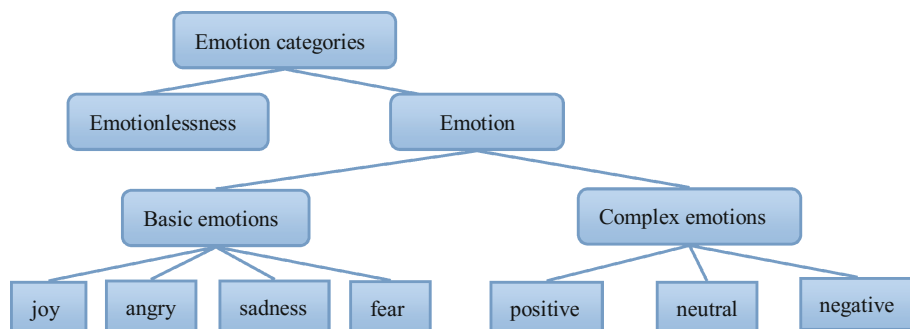 Emotion categories
Emotionlessness
Emotion
Basic emotions
Complex emotions
joy
angry
sadness
fear
positive
neutral
negative